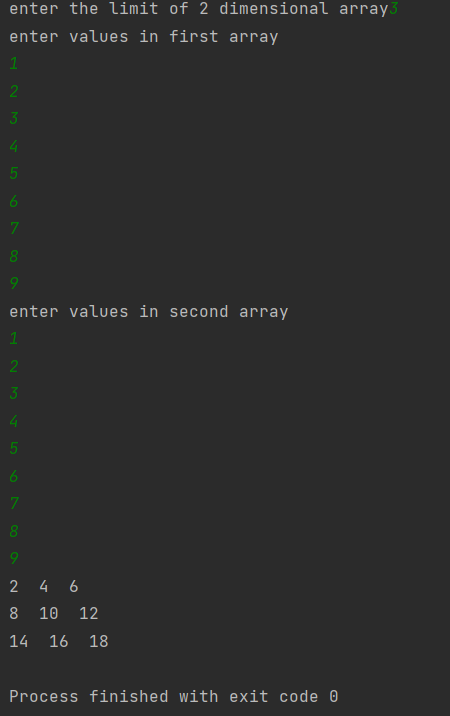 enter the limit of 2 dimensional array3
enter values in first array
1
2
3
4
5
6
7
8
9
enter values in second array
1
2
3
4
5
6
7
8
9
2  4  6
8  10  12
14  16  18
Process finished with exit code 0